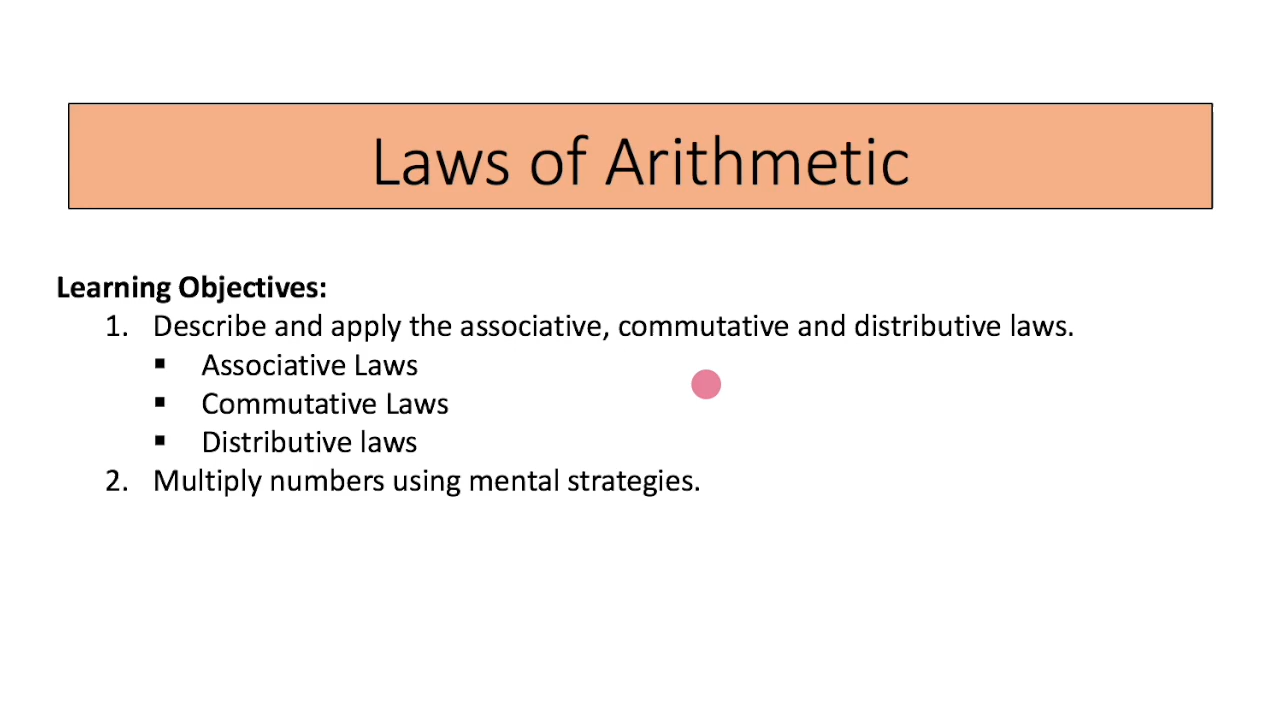 Laws of Arithmetic
Learning Objectives:
1. Describe and apply the associative, commutative and distributive laws.
▪ Associative Laws
▪ Commutative Laws
▪ Distributive laws
2. Multiply numbers using mental strategies.